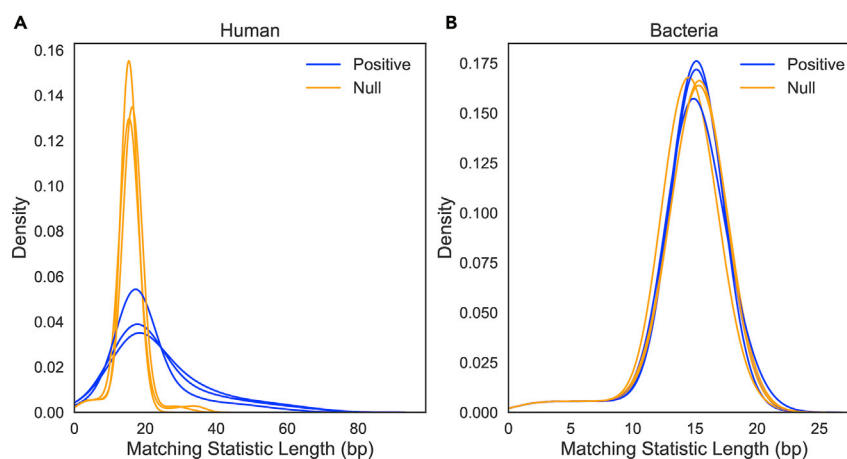 A
Human
0.16
0.14
0.12
0.10
0.08
0.06
0.04
0.02
0.00
Density
0
20
40
60
80
Matching Statistic Length (bp)
Positive
Null
B
Bacteria
0.175
0.150
0.125
0.100
0.075
0.050
0.025
0.000
Density
0
5
10
15
20
25
Matching Statistic Length (bp)
Positive
Null